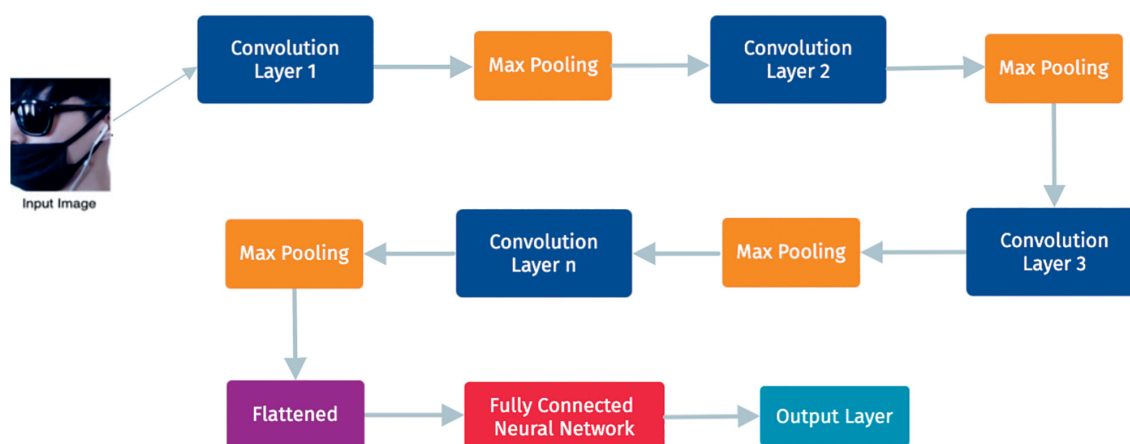 Convolution
Layer 1
Max Pooling
Convolution
Layer 2
Max Pooling
Input Image
Convolution
Layer 3
Max Pooling
Convolution
Layer n
Max Pooling
Flattened
Fully Connected
Neural Network
Output Layer